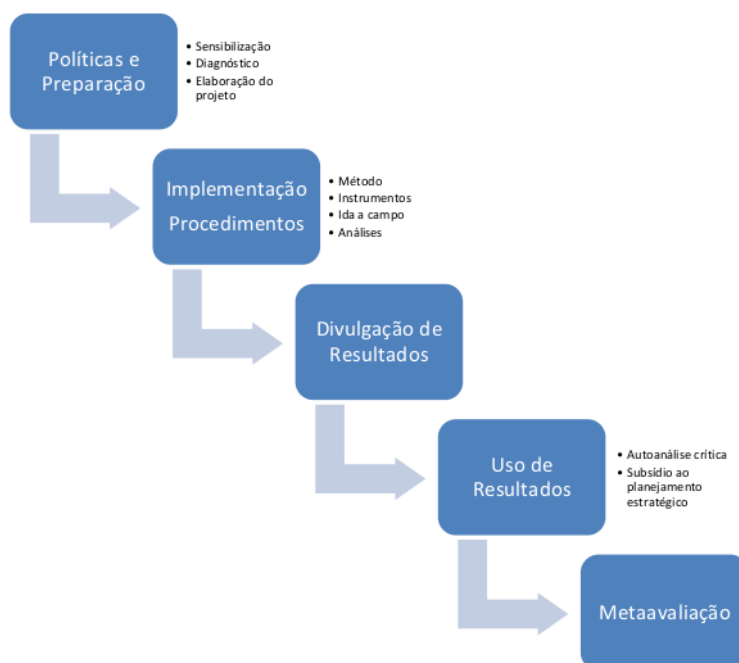 Políticas e
Preparação
• Sensibilização
• Diagnóstico
• Elaboração do
projeto
Implementação
Procedimentos
• Método
• Instrumentos
• Ida a campo
• Análises
Divulgação de
Resultados
Uso de
Resultados
• Autoanálise crítica
• Subsídio ao
planejamento
estratégico
Metaavaliação